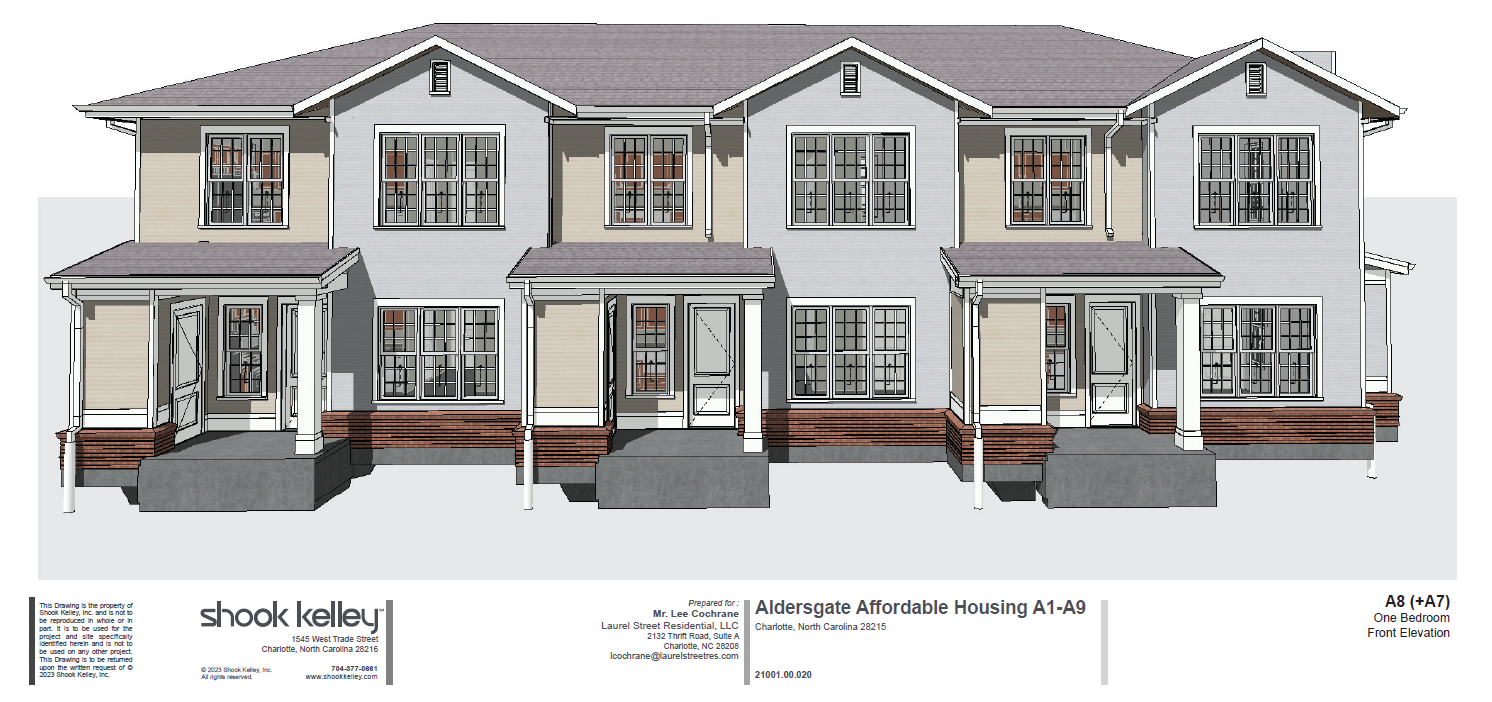 This Drawing is the property of
Shook Kelley, Inc. and is not to
be reproduced in whole or in
part. It is to be used for the
project and site specifically
identified herein and is not to
be used on any other project.
This Drawing is to be returned
upon the written request of ©
2023 Shook Kelley, Inc.
shook kelley™
1545 West Trade Street
Charlotte, North Carolina 28216
© 2023 Shook Kelley, Inc.
All rights reserved.
704-377-0661
www.shookkelley.com
Prepared for :
Mr. Lee Cochrane
Laurel Street Residential, LLC
2132 Thrift Road, Suite A
Charlotte, NC 28208
lcochrane@laurelstreetres.com
Aldersgate Affordable Housing A1-A9
Charlotte, North Carolina 28215
21001.00.020
A8 (+A7)
One Bedroom
Front Elevation